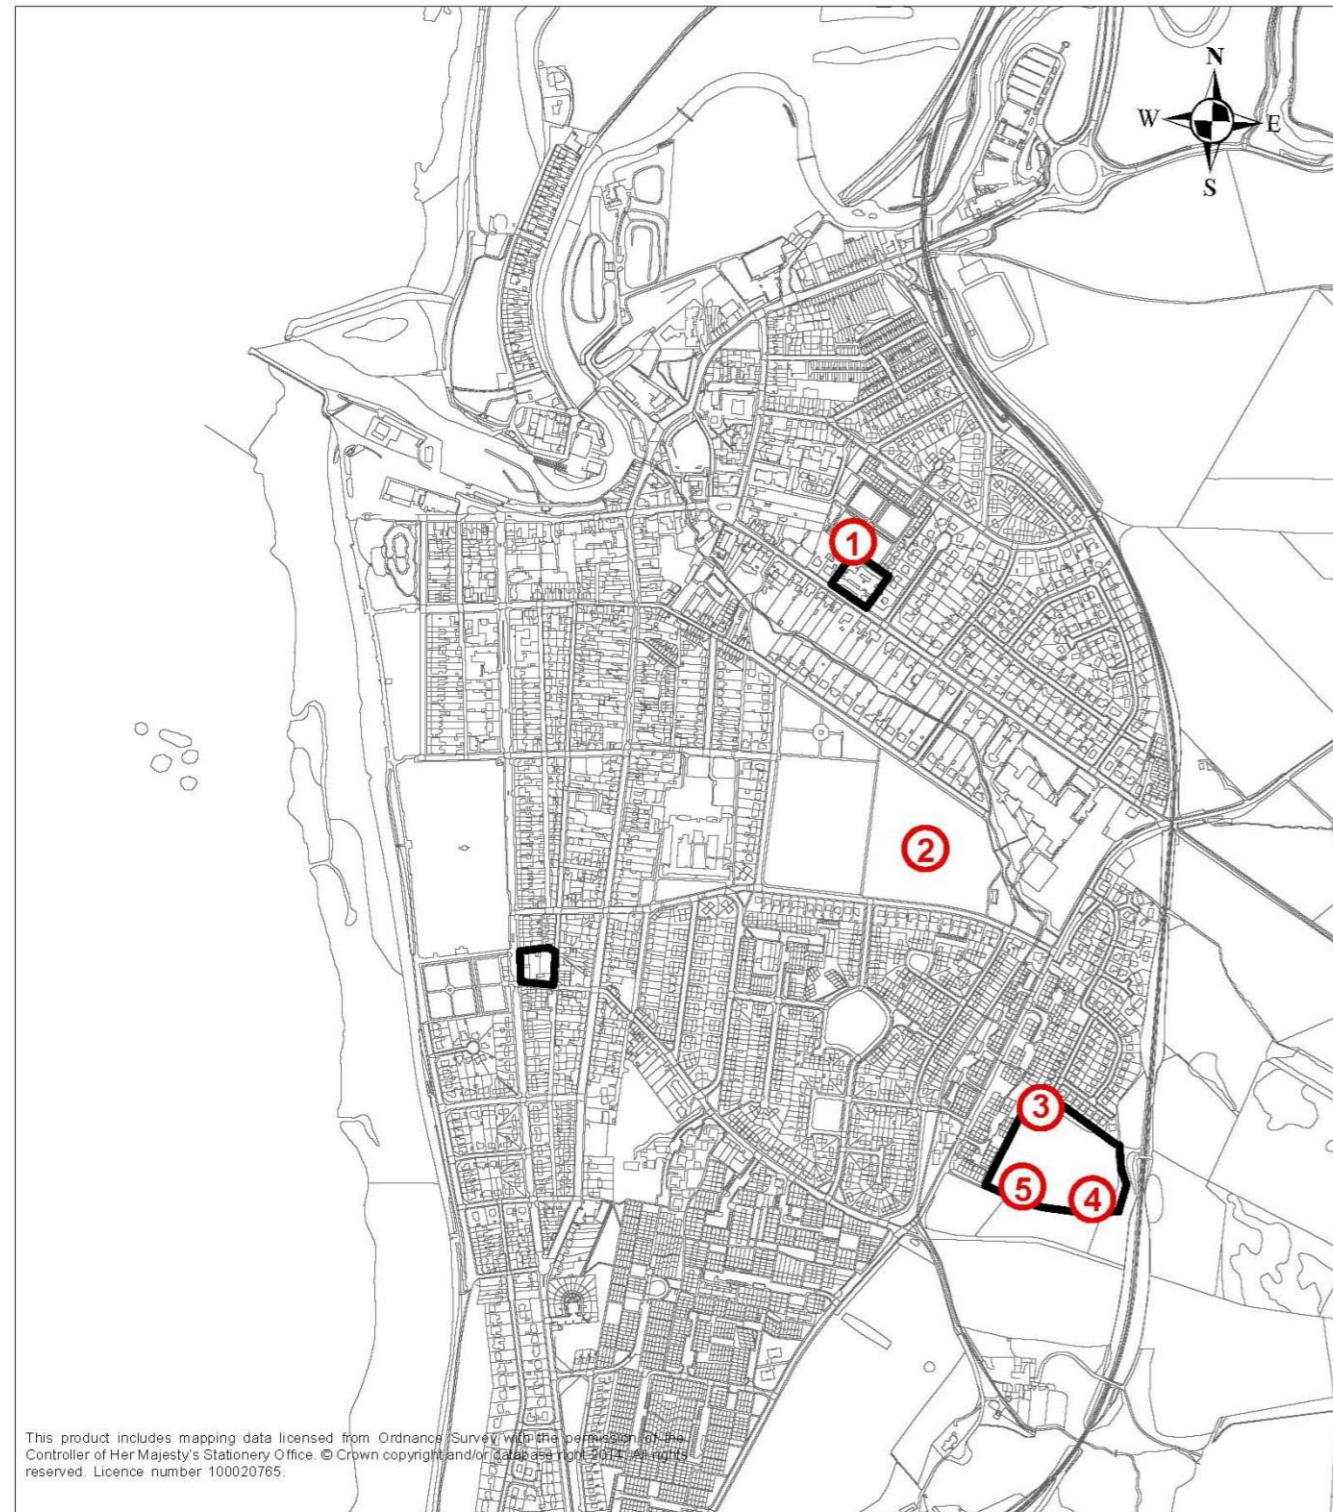 N
W E
S
1
2
3
5 4
This product includes mapping data licensed from Ordnance Survey with the permission of the
Controller of Her Majesty's Stationery Office. © Crown copyright and/or database right 2014. All rights
reserved. Licence number 100020765.